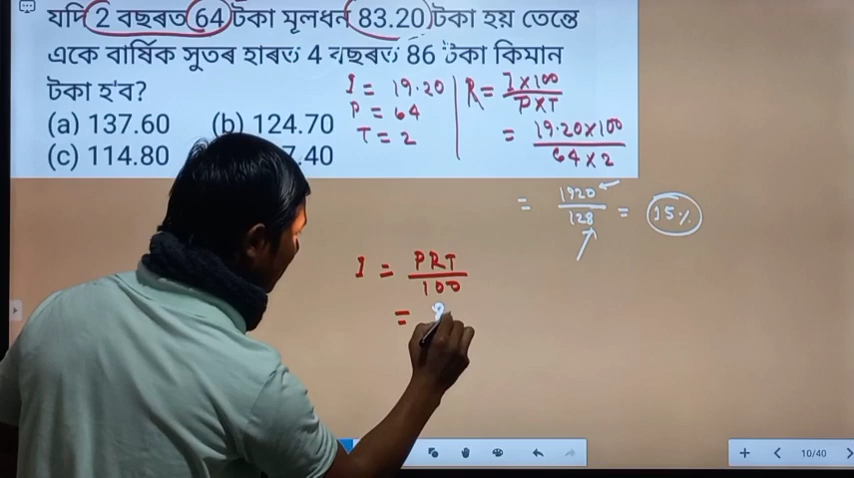 যদি 2 বছৰত 64 টকা মূলধন 83.20 টকা হয় তেন্তে
একে বাৰ্ষিক সুতৰ হাৰত 4 বছৰত 86 টকা কিমান
টকা হ'ব?
(a) 137.60 (b) 124.70
(c) 114.80 7.40
I = 19.20
P = 64
T = 2
R = I×100 / P×T
= 19.20×100 / 64×2
= 1920 / 128 = 15%
I = PRT / 100
= 8
10/40